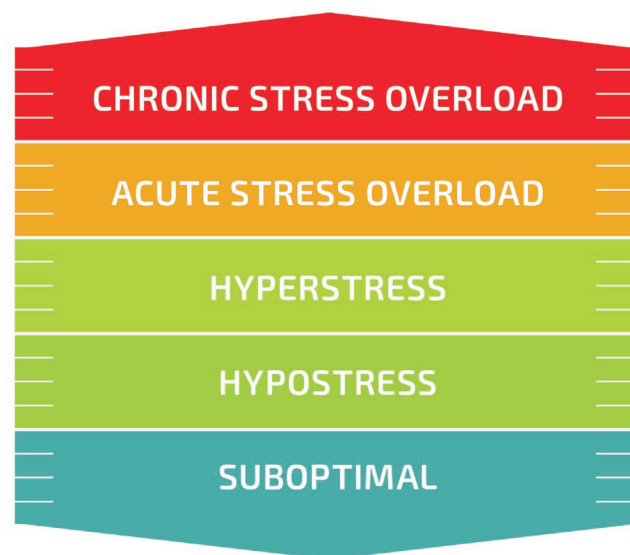 CHRONIC STRESS OVERLOAD
ACUTE STRESS OVERLOAD
HYPERSTRESS
HYPOSTRESS
SUBOPTIMAL